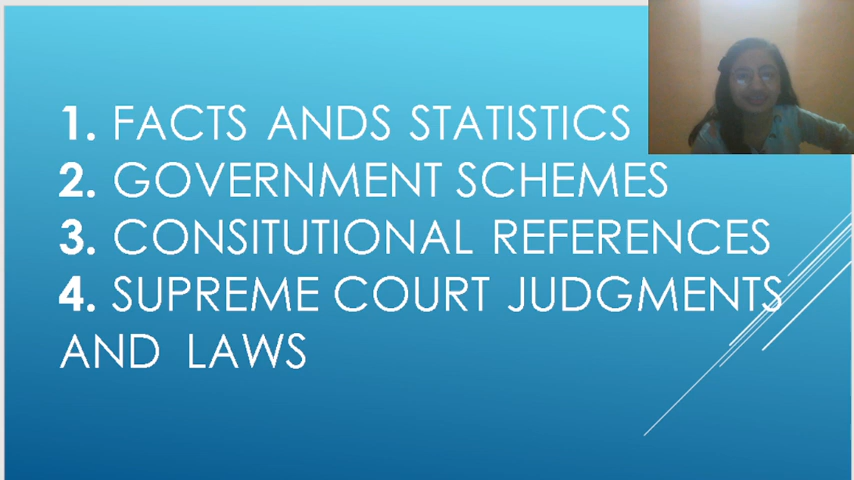 1. FACTS ANDS STATISTICS
2. GOVERNMENT SCHEMES
3. CONSITUTIONAL REFERENCES
4. SUPREME COURT JUDGMENTS
AND LAWS